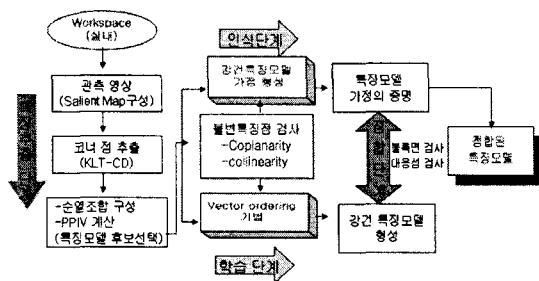 Workspace
(실내)
관측 영상
(Salient Map구성)
코너 점 추출
(KLT-CD)
-순열조합 구성
-PPIV 계산
(특징모델 후보선택)
인식단계
강건특징모델
가정 형성
불변특징점 검사
-Coplanarity
-collinearity
Vector ordering
기법
학습 단계
특징모델
가정의 증명
정합단계
볼록면 검사
대응성 검사
강건 특징모델
형성
정합된
특징모델